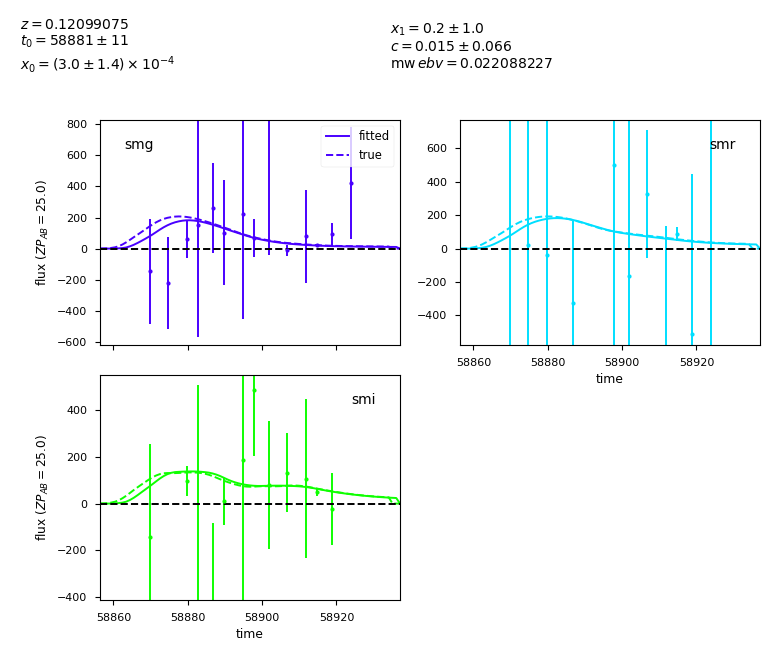 z = 0.12099075
t₀ = 58881 ± 11
x₀ = (3.0 ± 1.4) × 10⁻⁴
x₁ = 0.2 ± 1.0
c = 0.015 ± 0.066
mw ebv = 0.022088227
smg
fitted
true
800
600
400
200
0
−200
−400
−600
flux (ZP_AB = 25.0)
smr
600
400
200
0
−200
−400
58860 58880 58900 58920
time
smi
400
200
0
−200
−400
flux (ZP_AB = 25.0)
58860 58880 58900 58920
time